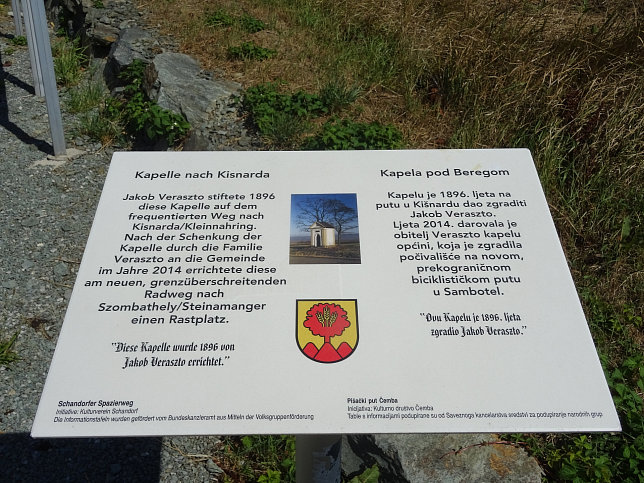 Kapelle nach Kisnarda
Jakob Veraszto stiftete 1896
diese Kapelle auf dem
frequentierten Weg nach
Kisnarda/Kleinnahring.
Nach der Schenkung der
Kapelle durch die Familie
Veraszto an die Gemeinde
im Jahre 2014 errichtete diese
am neuen, grenzüberschreitenden
Radweg nach
Szombathely/Steinamanger
einen Rastplatz.
"Diese Kapelle wurde 1896 von
Jakob Veraszto errichtet."
Schandorfer Spazierweg
Initiative: Kulturverein Schandorf
Die Informationstafeln wurden gefördert vom Bundeskanzleramt aus Mitteln der Volksgruppenförderung
Kapela pod Beregom
Kapelu je 1896. ljeta na
putu u Kišnardu dao zgraditi
Jakob Veraszto.
Ljeta 2014. darovala je
obitelj Veraszto kapelu
općini, koja je zgradila
počivališće na novom,
prekograničnom
biciklističkom putu
u Sambotel.
"Ovu Kapelu je 1896. ljeta
zgradio Jakob Veraszto."
Pišački put Čemba
Inicijativa: Kulturno društvo Čemba
Table s informacijami podupirane su od Saveznoga kancelarstva sredstvi za podupiranje narodnih grup.